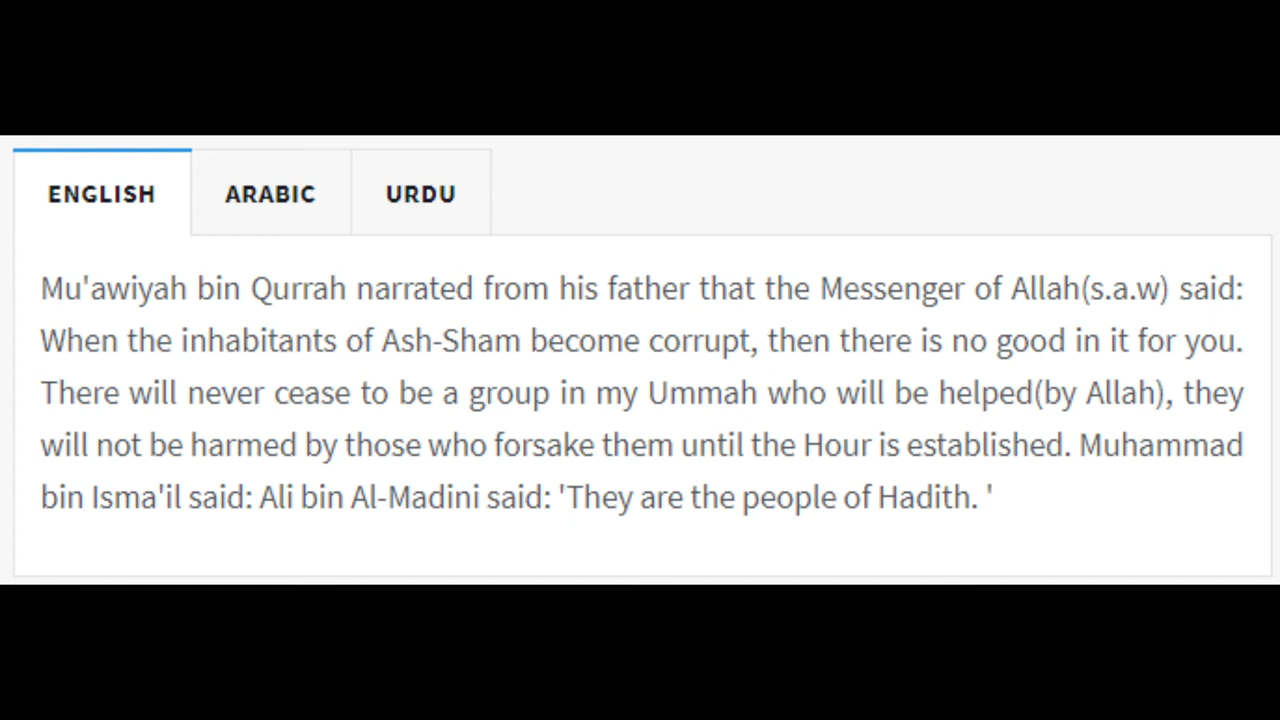 ENGLISH ARABIC URDU
Mu'awiyah bin Qurrah narrated from his father that the Messenger of Allah(s.a.w) said:
When the inhabitants of Ash-Sham become corrupt, then there is no good in it for you.
There will never cease to be a group in my Ummah who will be helped(by Allah), they
will not be harmed by those who forsake them until the Hour is established. Muhammad
bin Isma'il said: Ali bin Al-Madini said: 'They are the people of Hadith. '